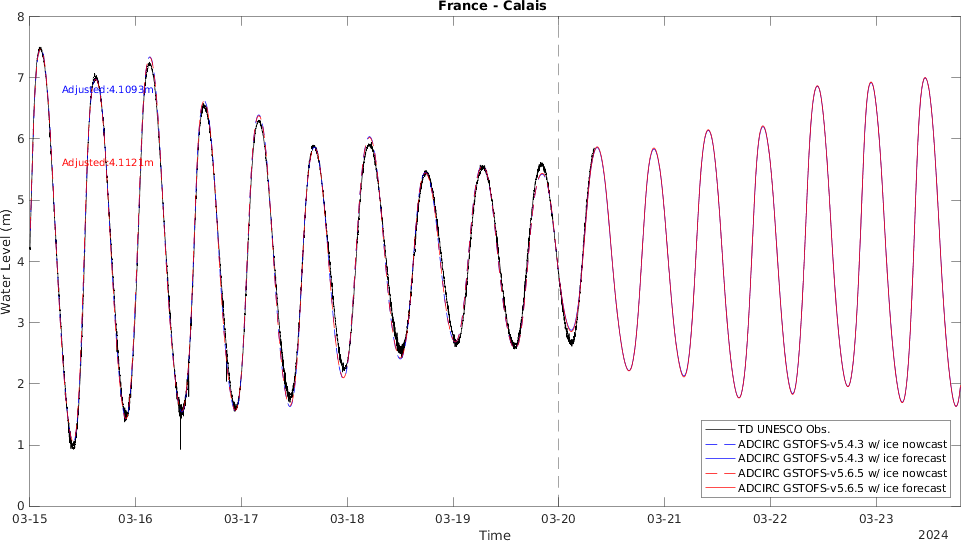 France - Calais
8
7
6
5
4
3
2
1
0
Water Level (m)
Adjusted:4.1093m
Adjusted:4.1121m
TD UNESCO Obs.
ADCIRC GSTOFS-v5.4.3 w/ ice nowcast
ADCIRC GSTOFS-v5.4.3 w/ ice forecast
ADCIRC GSTOFS-v5.6.5 w/ ice nowcast
ADCIRC GSTOFS-v5.6.5 w/ ice forecast
03-15 03-16 03-17 03-18 03-19 03-20 03-21 03-22 03-23
Time
2024